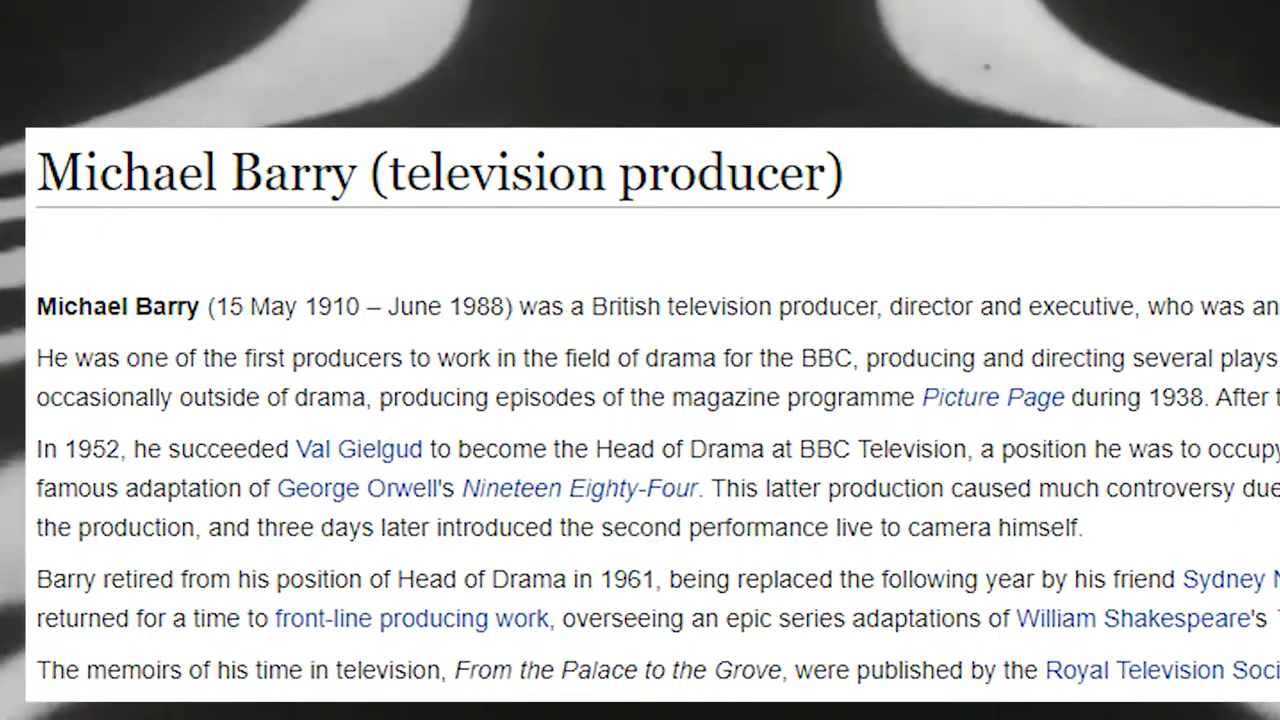 Michael Barry (television producer)
Michael Barry (15 May 1910 – June 1988) was a British television producer, director and executive, who was an
He was one of the first producers to work in the field of drama for the BBC, producing and directing several plays
occasionally outside of drama, producing episodes of the magazine programme Picture Page during 1938. After
In 1952, he succeeded Val Gielgud to become the Head of Drama at BBC Television, a position he was to occupy
famous adaptation of George Orwell's Nineteen Eighty-Four. This latter production caused much controversy due
the production, and three days later introduced the second performance live to camera himself.
Barry retired from his position of Head of Drama in 1961, being replaced the following year by his friend Sydney
returned for a time to front-line producing work, overseeing an epic series adaptations of William Shakespeare's
The memoirs of his time in television, From the Palace to the Grove, were published by the Royal Television